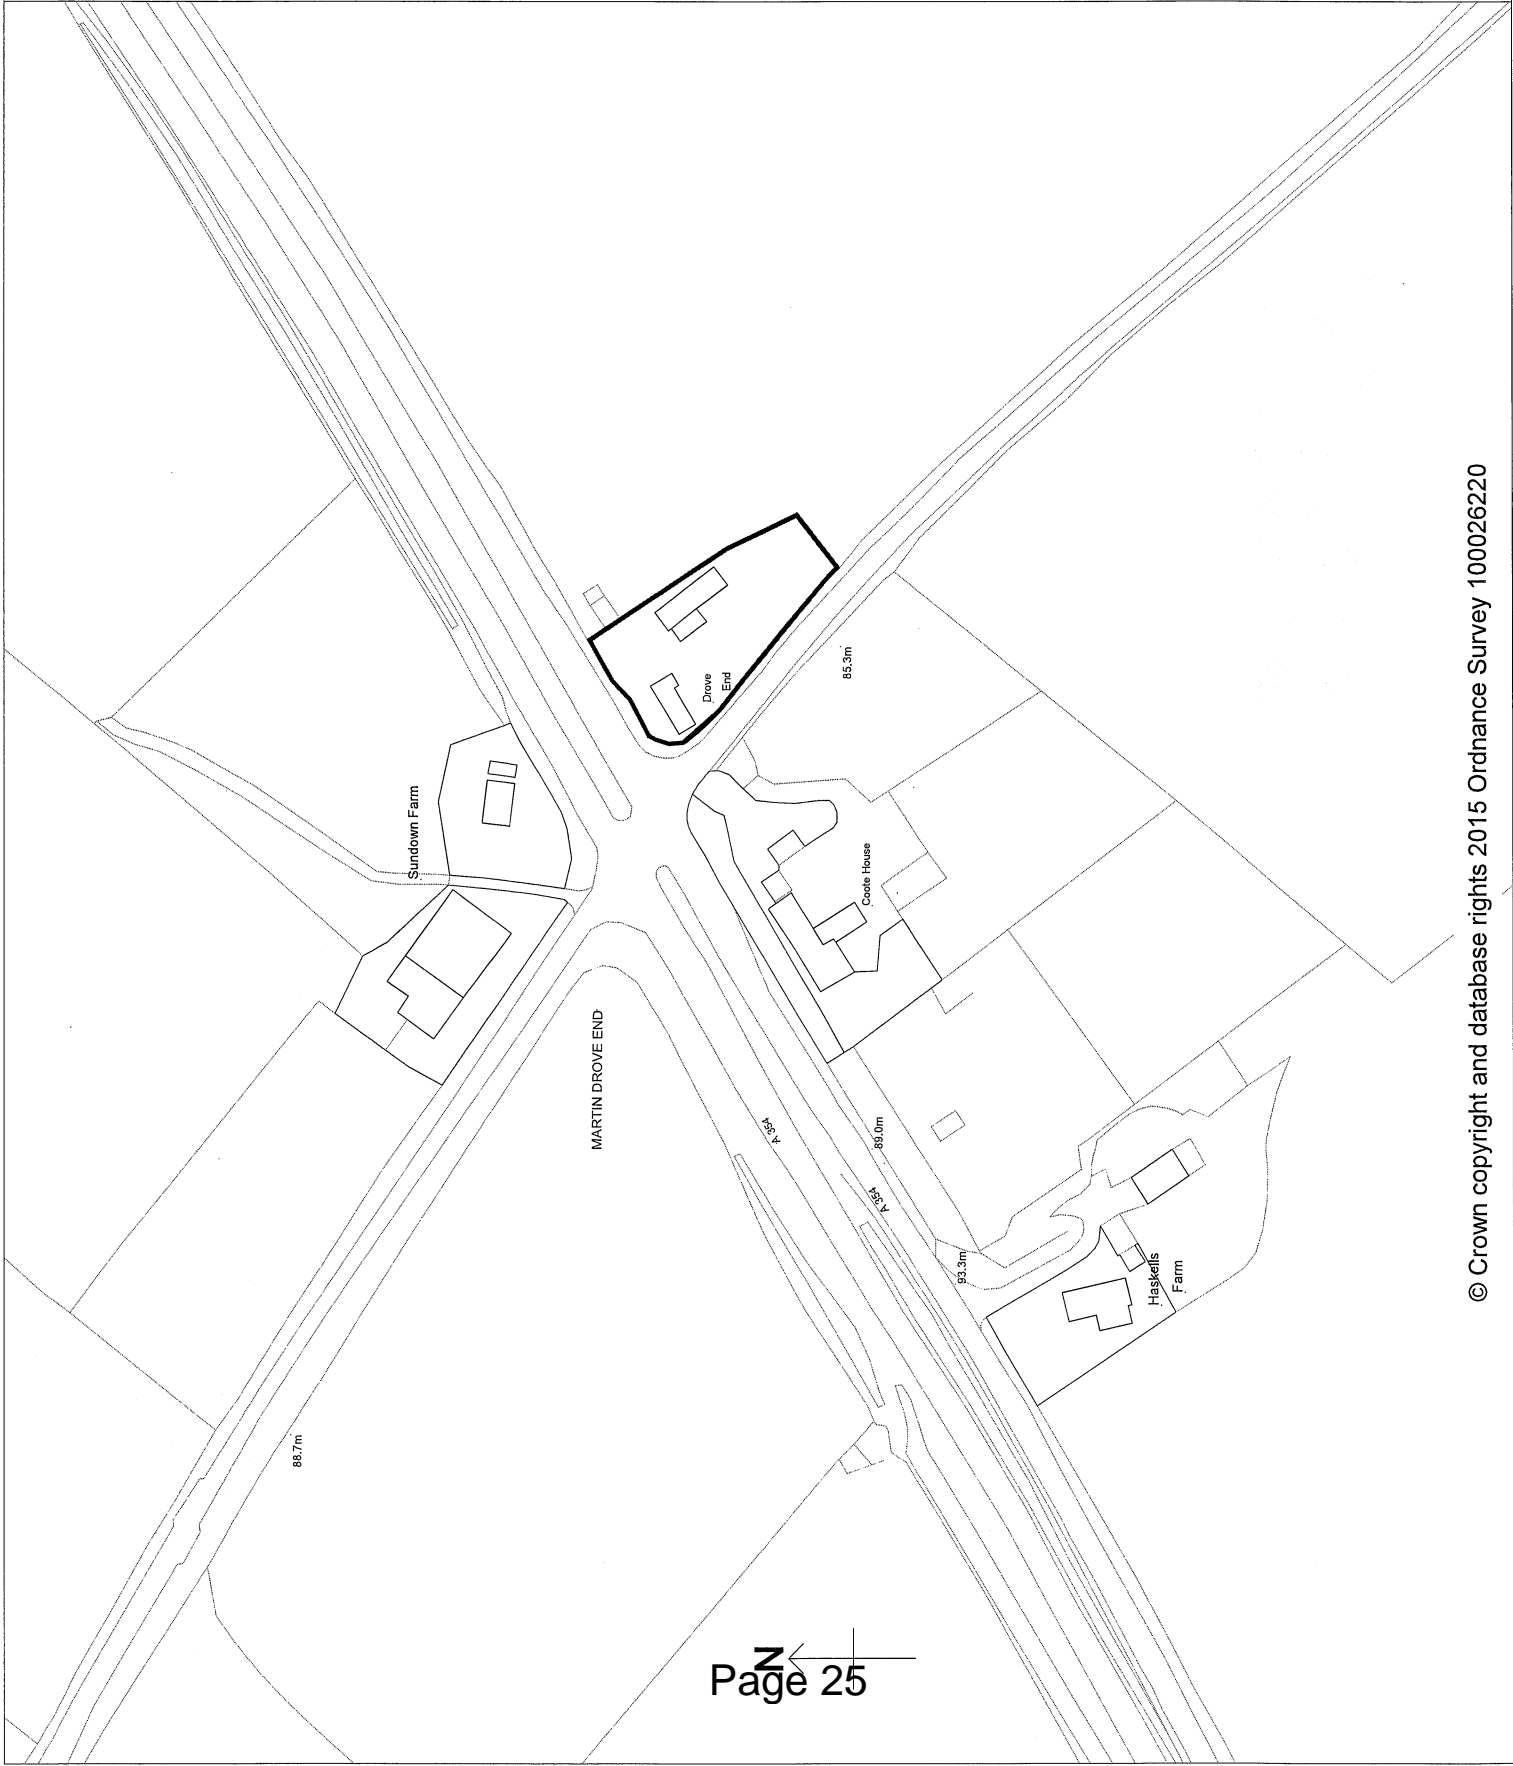 Sundown Farm
Drove
End
85.3m
Coote House
MARTIN DROVE END
A 354
89.0m
A 354
93.3m
Haskells
Farm
88.7m
N
Page 25
© Crown copyright and database rights 2015 Ordnance Survey 100026220